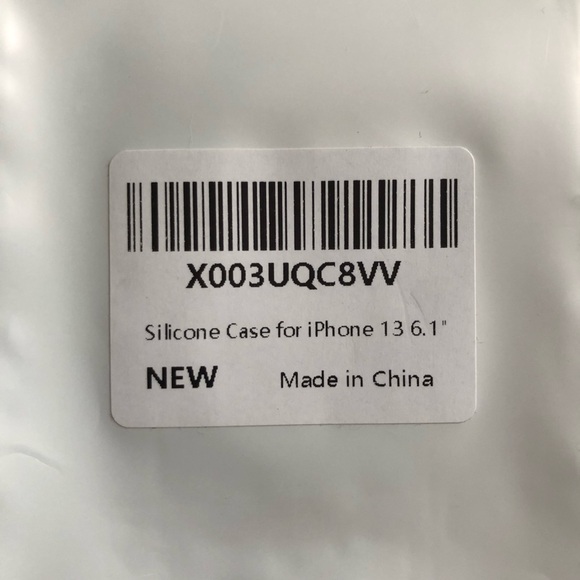 X003UQC8VV
Silicone Case for iPhone 13 6.1"
NEW Made in China